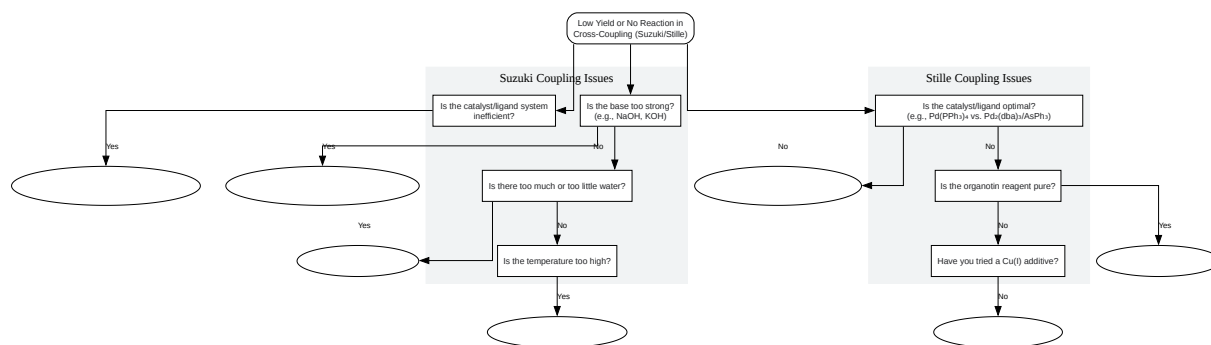 Low Yield or No Reaction in
Cross-Coupling (Suzuki/Stille)
Suzuki Coupling Issues
Stille Coupling Issues
Is the catalyst/ligand system
inefficient?
Is the base too strong?
(e.g., NaOH, KOH)
Is the catalyst/ligand optimal?
(e.g., Pd(PPh₃)₄ vs. Pd₂(dba)₃/AsPh₃)
Yes
Yes
No
No
No
Is there too much or too little water?
Is the organotin reagent pure?
Yes
No
No
Yes
Is the temperature too high?
Have you tried a Cu(I) additive?
Yes
No